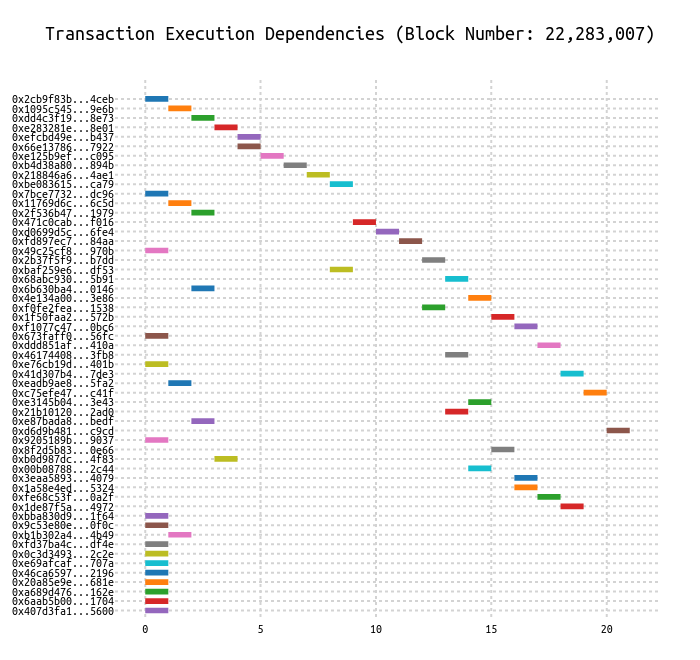 Transaction Execution Dependencies (Block Number: 22,283,007)
0x2cb9f83b...4ceb
0x1095c545...9e6b
0xdd4c3f19...8e73
0xe283281e...8e01
0xefcbd49e...b437
0x66e13786...7922
0xe125b9ef...c095
0xb4d38a80...894b
0x218846a6...4ae1
0xbe083615...ca79
0x7bce7732...dc96
0x11769d6c...6c5d
0x2f536b47...1979
0x471c0cab...f016
0xd0699d5c...6fe4
0xfd897ec7...84aa
0x49c25cf8...970b
0x2b37f5f9...b7dd
0xbaf259e6...df53
0x68abc930...5b91
0x6b630ba4...0146
0x4e134a00...3e86
0xf0fe2fea...1538
0x1f50faa2...572b
0xf1077c47...0bc6
0x673faff0...56fc
0xddd851af...410a
0x46174408...3fb8
0xe76cb19d...401b
0x41d307b4...7de3
0xeadb9ae8...5fa2
0xc75efe47...c41f
0xe3145b04...3e43
0x21b10120...2ad0
0xe87bada8...bedf
0xd6d9b481...c9cd
0x9205189b...9037
0x8f2d5b83...0e66
0xb0d987dc...4f83
0x00b08788...2c44
0x3eaa5893...4079
0x1a58e4ed...5324
0xfe68c53f...0a2f
0x1de87f5a...4972
0xbba830d9...1f64
0x9c53e80e...0f0c
0xb1b302a4...4b49
0xfd37ba4c...df4e
0x0c3d3493...2c2e
0xe69afcaf...707a
0x46ca6597...2196
0x20a85e9e...681e
0xa689d476...162e
0x6aab5b00...1704
0x407d3fa1...5600
0 5 10 15 20